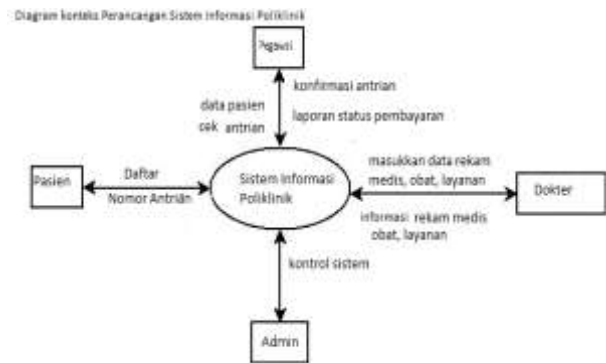 Diagram konteks Perancangan Sistem Informasi Poliklinik
Pegawai
konfirmasi antrian
data pasien
laporan status pembayaran
cek antrian
Pasien
Daftar
Nomor Antrian
Sistem Informasi
Poliklinik
masukkan data rekam
medis, obat, layanan
Dokter
informasi rekam medis
obat, layanan
kontrol sistem
Admin